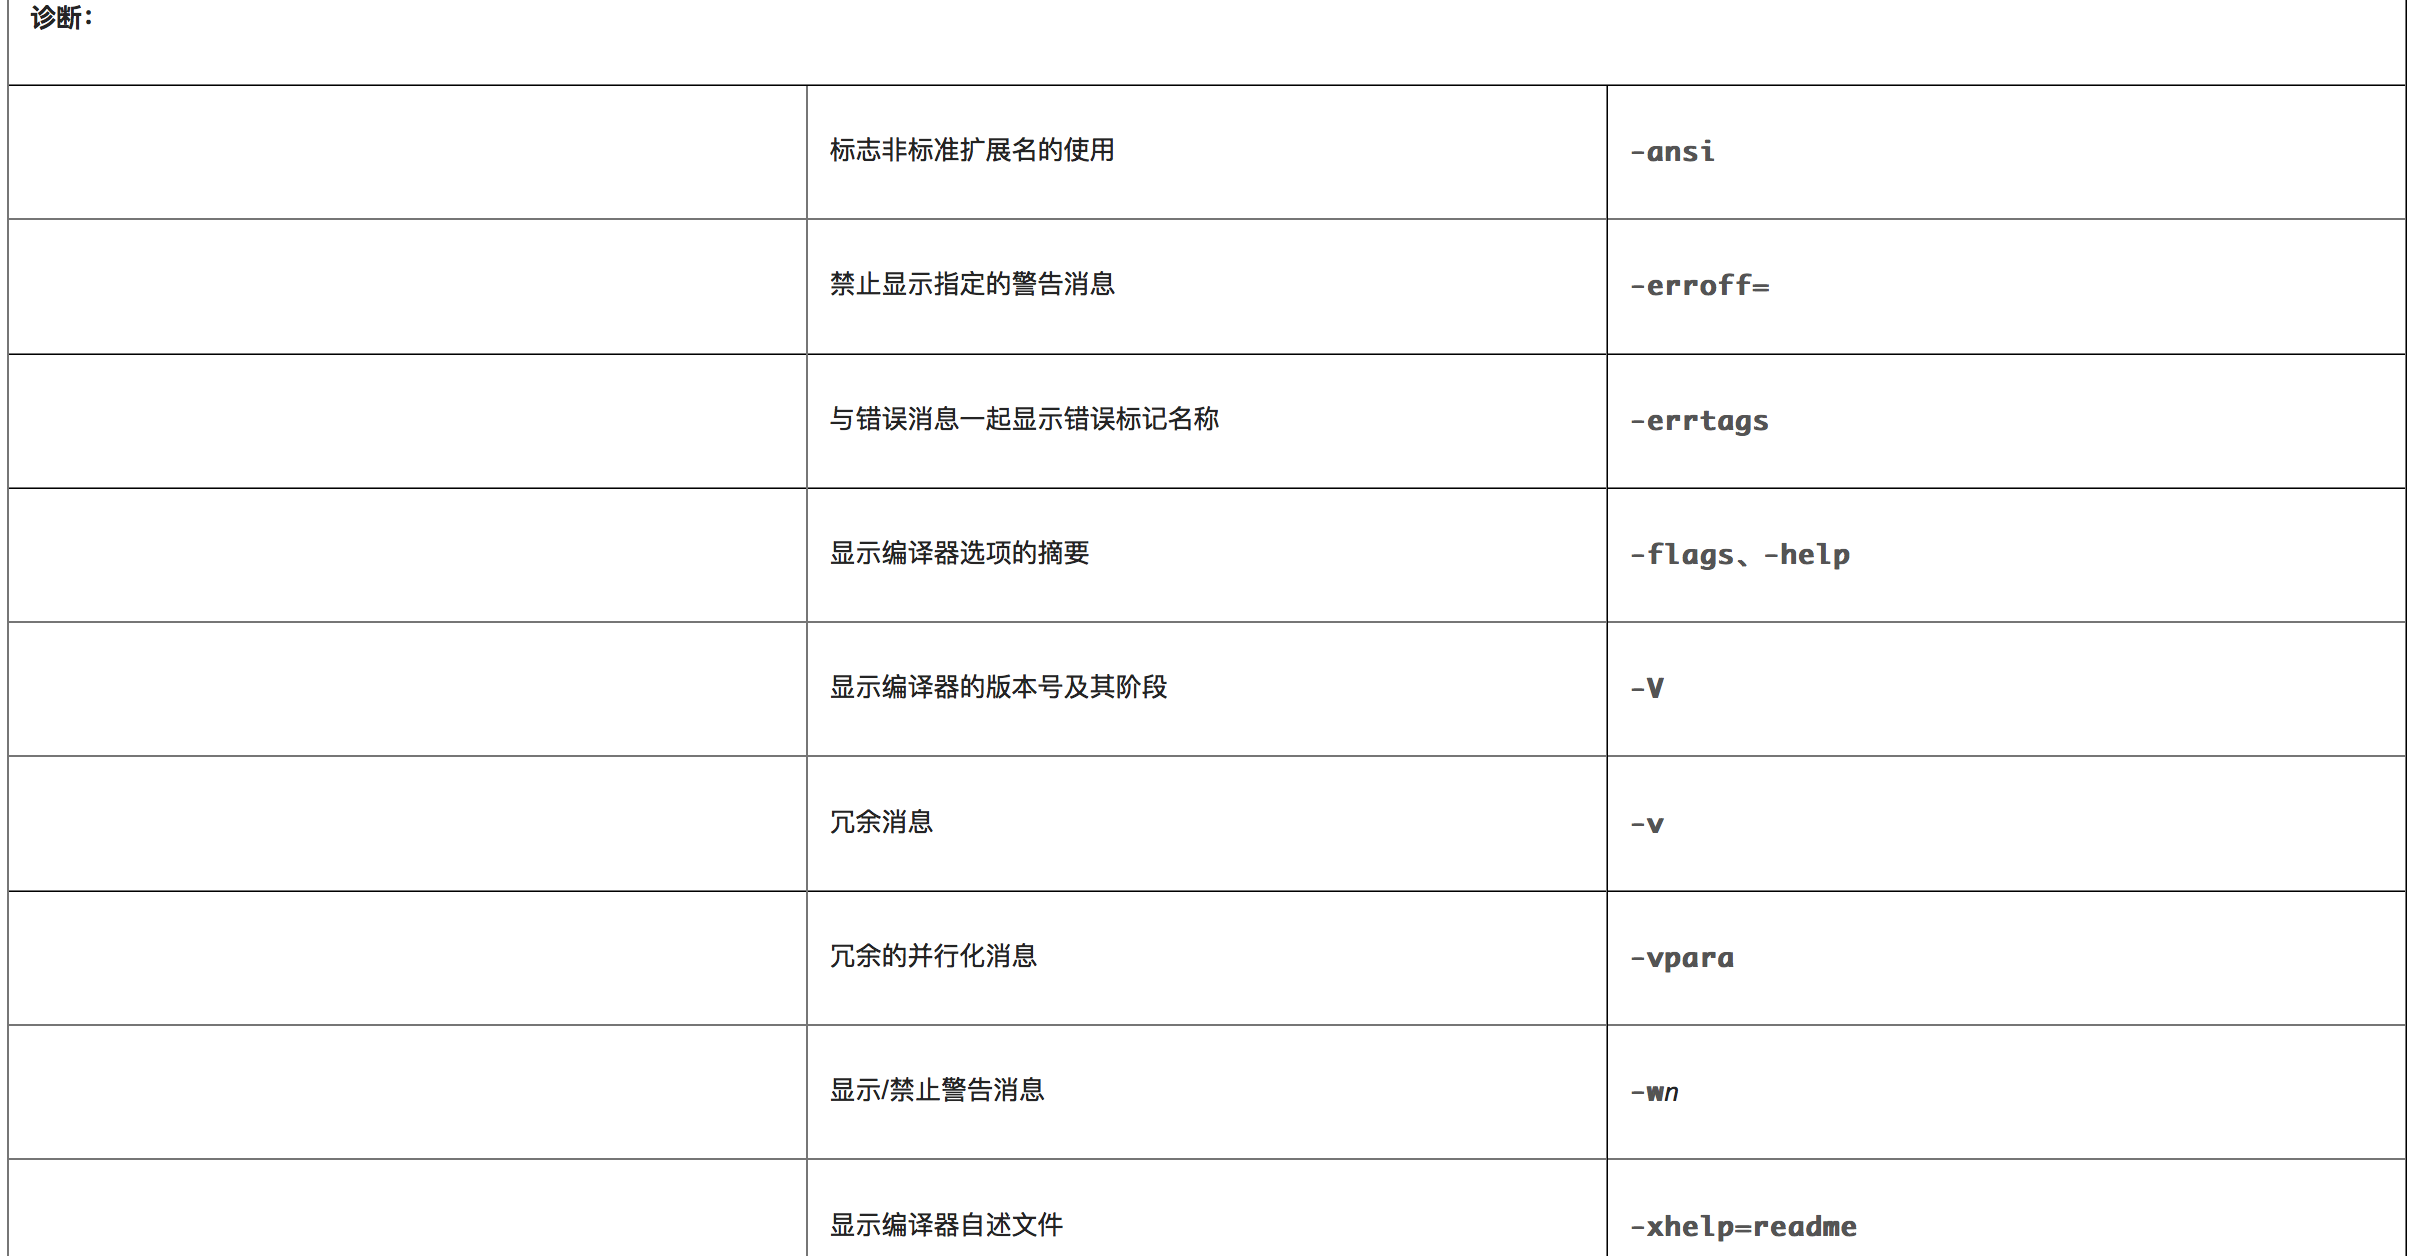 诊断：
标志非标准扩展名的使用 -ansi
禁止显示指定的警告消息 -erroff=
与错误消息一起显示错误标记名称 -errtags
显示编译器选项的摘要 -flags、-help
显示编译器的版本号及其阶段 -V
冗余消息 -v
冗余的并行化消息 -vpara
显示/禁止警告消息 -wn
显示编译器自述文件 -xhelp=readme